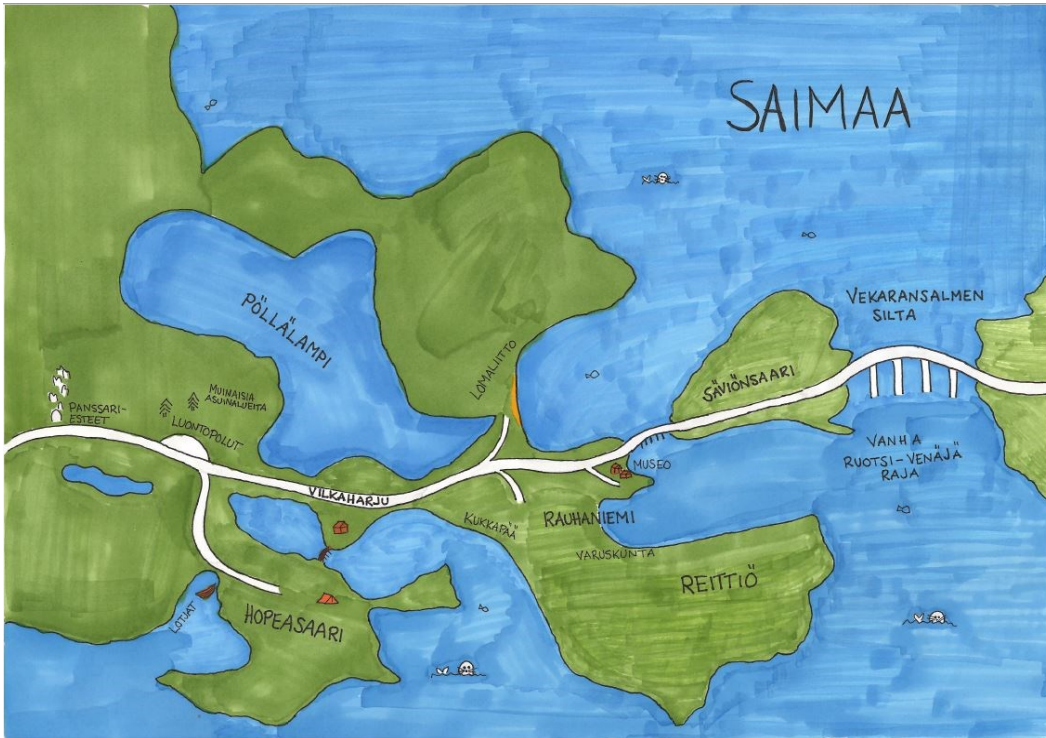 SAIMAA
VEKARANSALMEN
SILTA
PÖLLÄLAMPI
LOMALIITTO
SÄVIÖNSAARI
MUINAISIA
ASUINALUEITA
PANSSARI-
ESTEET
LUONTOPOLUT
VANHA
RUOTSI-VENÄJÄ
RAJA
MUSEO
VILKAHARJU
KUKKAPÄÄ
RAUHANIEMI
VARUSKUNTA
REITTIÖ
LOTJAT
HOPEASAARI